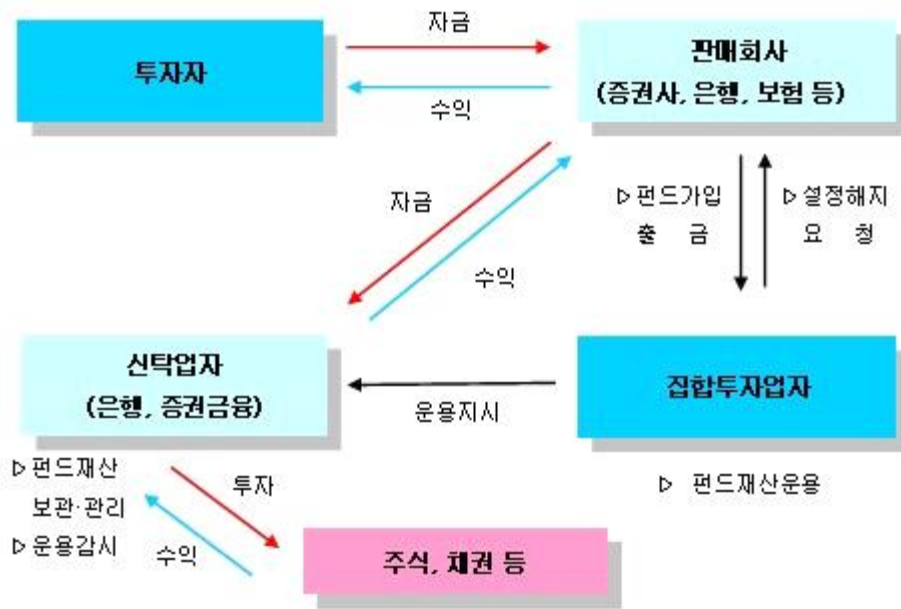 자금
투자자
판매회사
(증권사, 은행, 보험 등)
수익
자금
▷펀드가입
출 금
▷설정해지
요 청
수익
신탁업자
(은행, 증권금융)
운용지시
집합투자업자
▷펀드재산
보관·관리
▷운용감시
투자
수익
▷ 펀드재산운용
주식, 채권 등